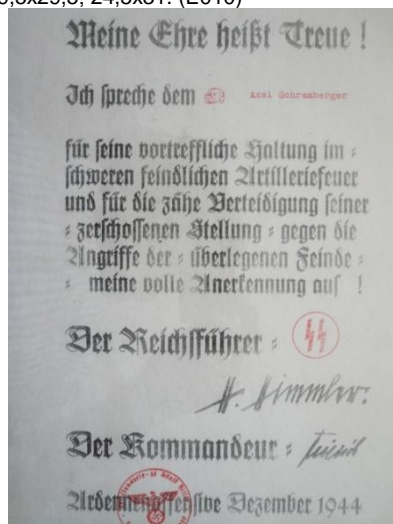 Meine Ehre heißt Treue !
Ich spreche dem Axel Schramberger
für seine vortreffliche Haltung im =
schweren feindlichen Artilleriefeuer
und für die zähe Verteidigung seiner
= zerschossenen Stellung = gegen die
Angriffe der = überlegenen Feinde =
= meine volle Anerkennung aus !
Der Reichsführer =
H. Himmler.
Der Kommandeur =
Ardennenoffensive Dezember 1944